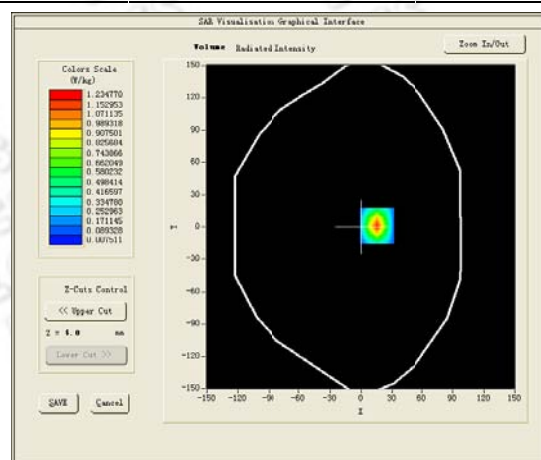 SAR Visualisation Graphical Interface
Volume Radiated Intensity
Zoom In/Out
Colors Scale
(W/kg)
1.234770
1.152953
1.071135
0.989318
0.907501
0.825684
0.743866
0.662049
0.580232
0.498414
0.416597
0.334780
0.252963
0.171145
0.089328
0.007511
150
120
90
60
30
0
-30
-60
-90
-120
-150
Y
-150 -120 -90 -60 -30 0 30 60 90 120 150
X
Z-Cuts Control
<< Upper Cut
Z = 4.0 mm
Lower Cut >>
SAVE
Cancel